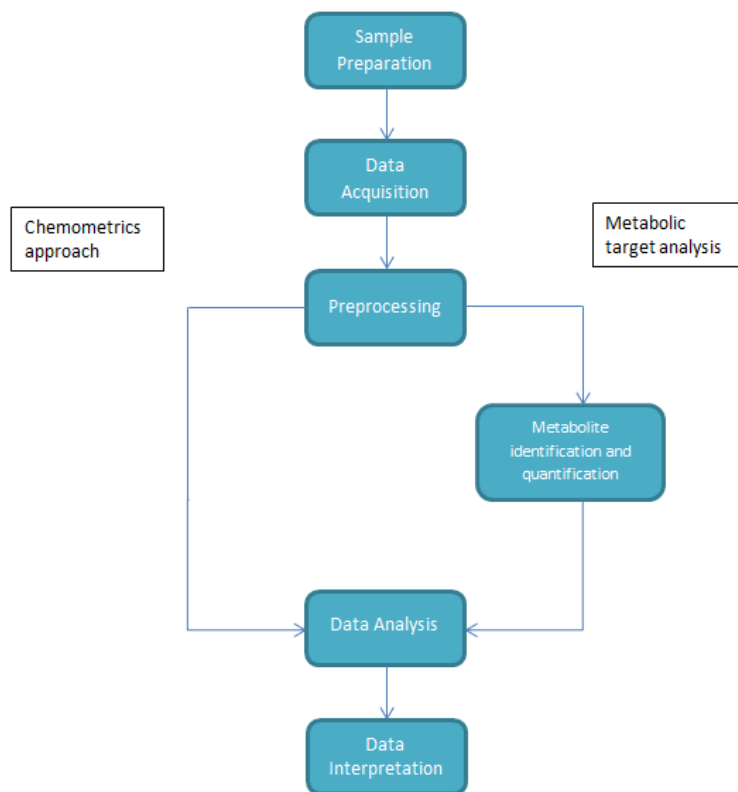 Sample
Preparation
Data
Acquisition
Chemometrics
approach
Metabolic
target analysis
Preprocessing
Metabolite
identification and
quantification
Data Analysis
Data
Interpretation